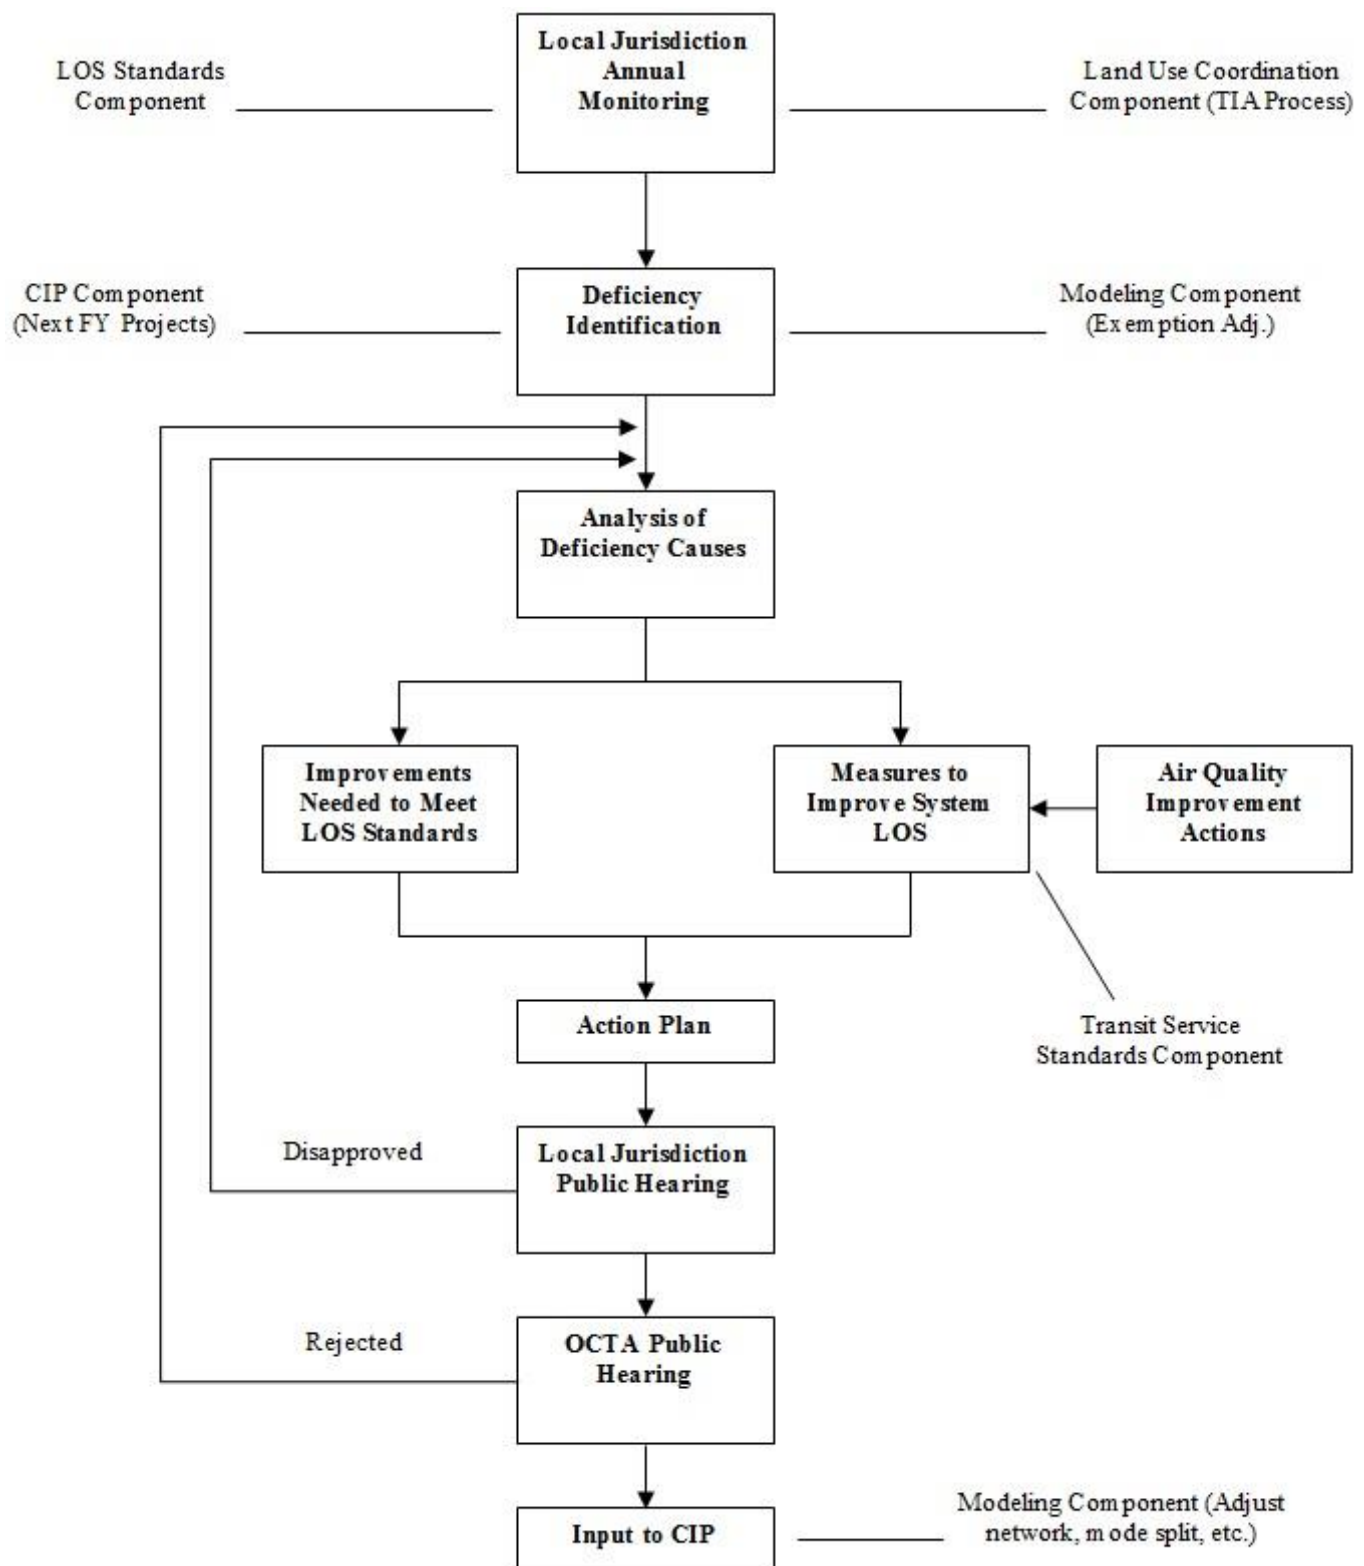 Local Jurisdiction
Annual
Monitoring
LOS Standards
Component
Land Use Coordination
Component (TIA Process)
Deficiency
Identification
CIP Component
(Next FY Projects)
Modeling Component
(Exemption Adj.)
Analysis of
Deficiency Causes
Improvements
Needed to Meet
LOS Standards
Measures to
Improve System
LOS
Air Quality
Improvement
Actions
Action Plan
Transit Service
Standards Component
Disapproved
Local Jurisdiction
Public Hearing
Rejected
OCTA Public
Hearing
Input to CIP
Modeling Component (Adjust
network, mode split, etc.)